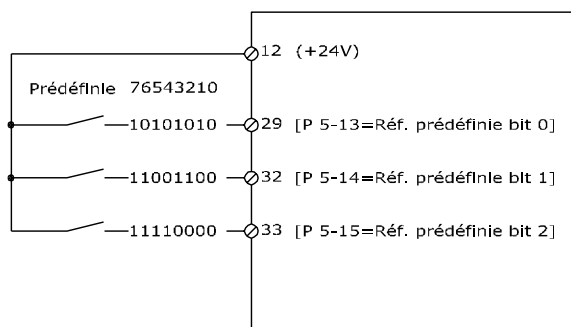 12 (+24V)
Prédéfinie 76543210
10101010 29 [P 5-13=Réf. prédéfinie bit 0]
11001100 32 [P 5-14=Réf. prédéfinie bit 1]
11110000 33 [P 5-15=Réf. prédéfinie bit 2]